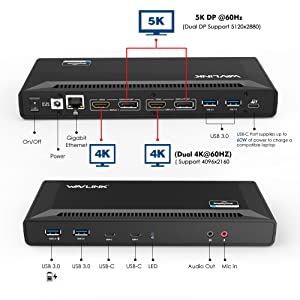 5K DP @60Hz
(Dual DP Support 5120x2880)
WAVLINK
On/Off
Power
Gigabit
Ethernet
4K
4K
(Dual 4K@60HZ)
( Support 4096x2160
USB 3.0
USB-C Port supplies up to
60W of power to charge a
compatible laptop
WAVLINK
USB 3.0
USB 3.0
USB-C
USB-C
LED
Audio Out
Mic In